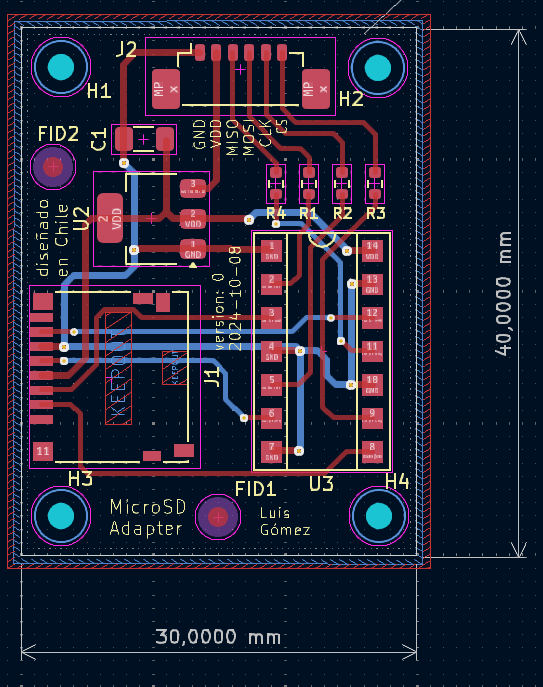 J2
H1
H2
MP
x
MP
x
C1
FID2
GND
VDD
MISO
MOSI
CLK
CS
R4
R1
R2
R3
diseñado
en Chile
U2
2
VDD
3
2
VDD
1
GND
version: 0
2024-10-09
1
GND
2
3
4
GND
5
6
7
GND
14
VDD
13
GND
12
11
10
GND
9
8
KEEPOUT
KEEPOUT
J1
11
H3
FID1
U3
H4
MicroSD
Adapter
Luis
Gómez
40,0000 mm
30,0000 mm